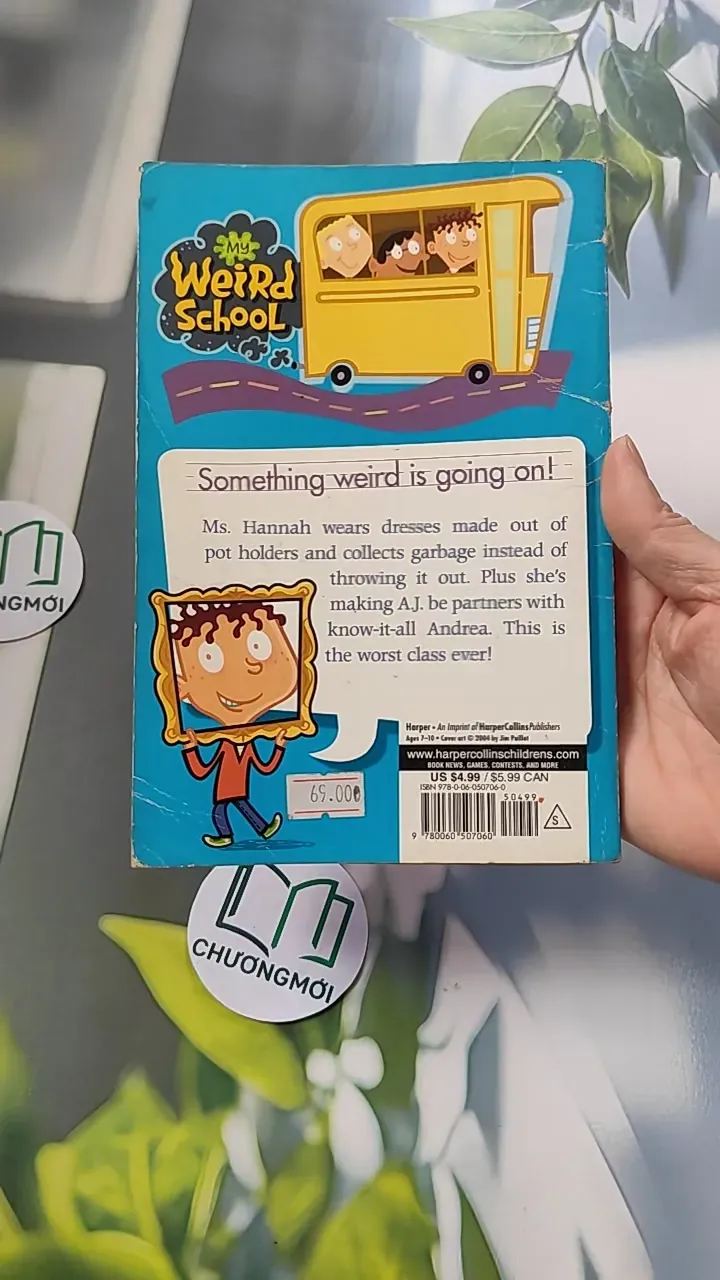 MY
WEIRD
SCHOOL
Something weird is going on!
Ms. Hannah wears dresses made out of
pot holders and collects garbage instead of
throwing it out. Plus she's
making A.J. be partners with
know-it-all Andrea. This is
the worst class ever!
Harper • An Imprint of HarperCollinsPublishers
Ages 7–10 • Cover art © 2004 by Jim Paillot
www.harpercollinschildrens.com
BOOK NEWS, GAMES, CONTESTS, AND MORE
US $4.99 / $5.99 CAN
ISBN 978-0-06-050706-0
50499
9 780060 507060
S
69.000
NGMỚI
CHƯƠNGMỚI